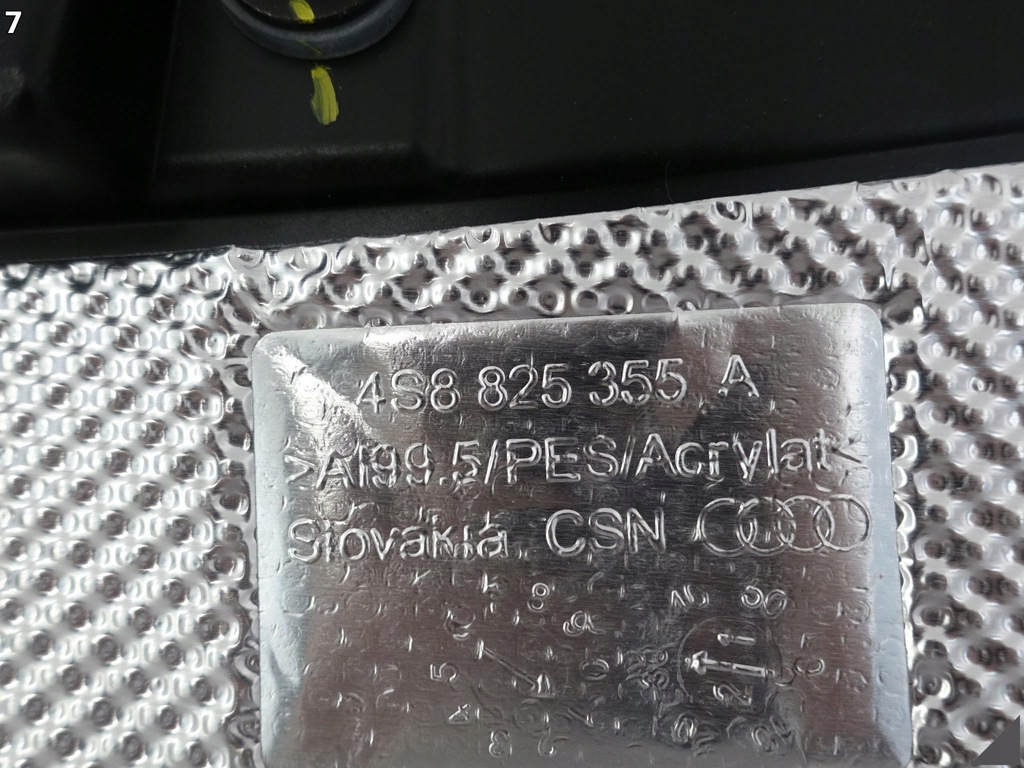 7
4S8 825 355 A
>Al99.5/PES/Acrylat<
Slovakia CSN